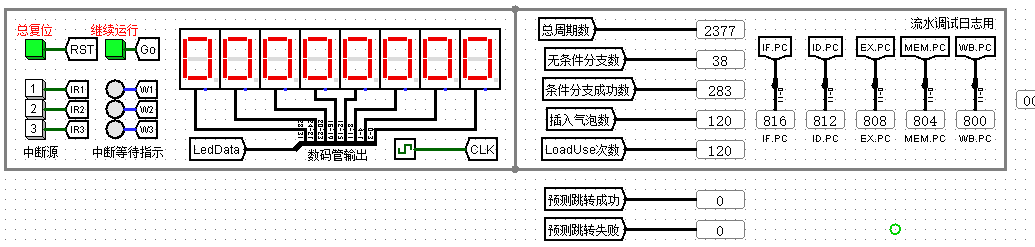 总复位 继续运行
RST Go
00000000
1 IR1 W1
2 IR2 W2
3 IR3 W3
中断源 中断等待指示
LedData
数码管输出
CLK
总周期数 2377
无条件分支数 38
条件分支成功数 283
插入气泡数 120
LoadUse次数 120
流水调试日志用
IF.PC ID.PC EX.PC MEM.PC WB.PC
816 812 808 804 800
IF.PC ID.PC EX.PC MEM.PC WB.PC
预测跳转成功 0
预测跳转失败 0